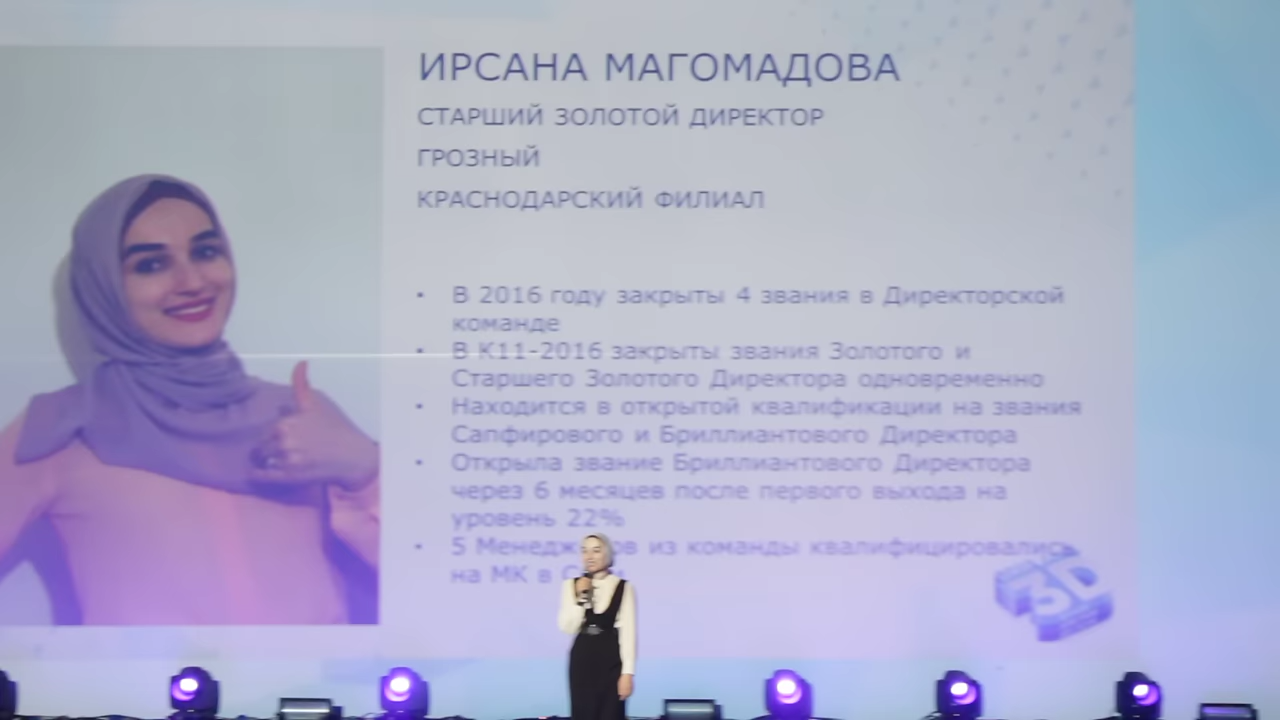 ИРСАНА МАГОМАДОВА
СТАРШИЙ ЗОЛОТОЙ ДИРЕКТОР
ГРОЗНЫЙ
КРАСНОДАРСКИЙ ФИЛИАЛ
• В 2016 году закрыты 4 звания в Директорской
команде
• В К11-2016 закрыты звания Золотого и
Старшего Золотого Директора одновременно
• Находится в открытой квалификации на звания
Сапфирового и Бриллиантового Директора
• Открыла звание Бриллиантового Директора
через 6 месяцев после первого выхода на
уровень 22%
• 5 из команды квалифицировались
на МК в
3D